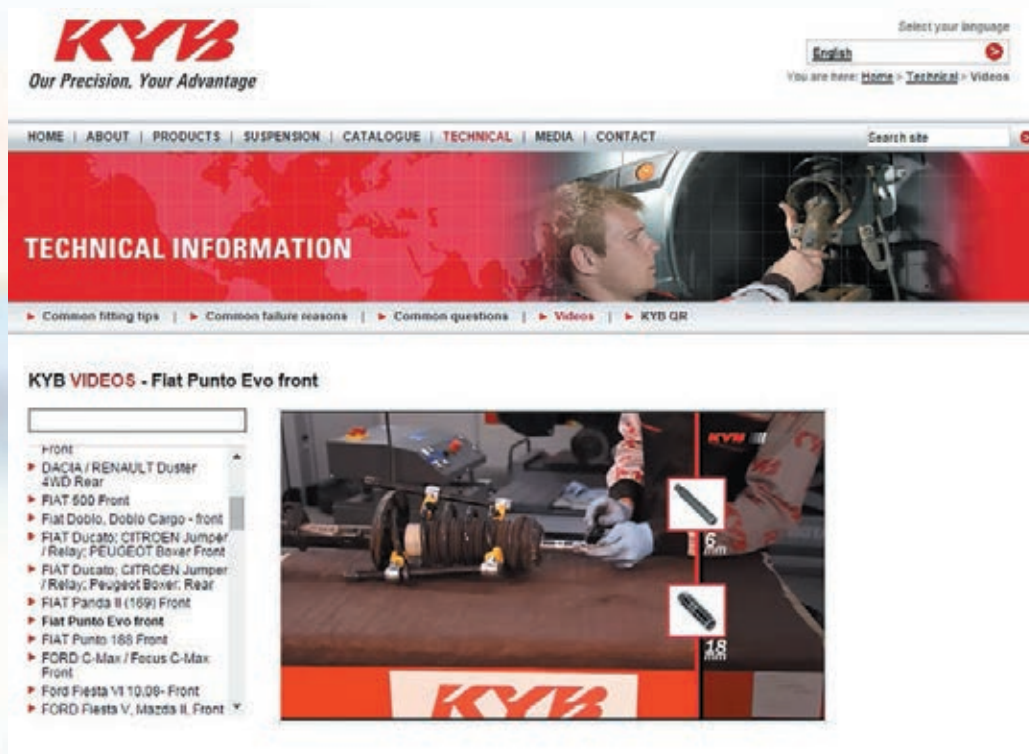 KYB
Our Precision, Your Advantage
Select your language
English
You are here: Home > Technical > Videos
HOME | ABOUT | PRODUCTS | SUSPENSION | CATALOGUE | TECHNICAL | MEDIA | CONTACT
Search site
TECHNICAL INFORMATION
Common fitting tips | Common failure reasons | Common questions | Videos | KYB QR
KYB VIDEOS - Fiat Punto Evo front
Front
DACIA / RENAULT Duster
4WD Rear
FIAT 500 Front
Fiat Doblo, Doblo Cargo - front
FIAT Ducato; CITROEN Jumper
/ Relay; PEUGEOT Boxer Front
FIAT Ducato; CITROEN Jumper
/ Relay; Peugeot Boxer; Rear
FIAT Panda II (169) Front
Fiat Punto Evo front
FIAT Punto 188 Front
FORD C-Max / Focus C-Max
Front
Ford Fiesta VI 10.08- Front
FORD Fiesta V, Mazda II, Front
KYB
6
mm
18
mm
KYB